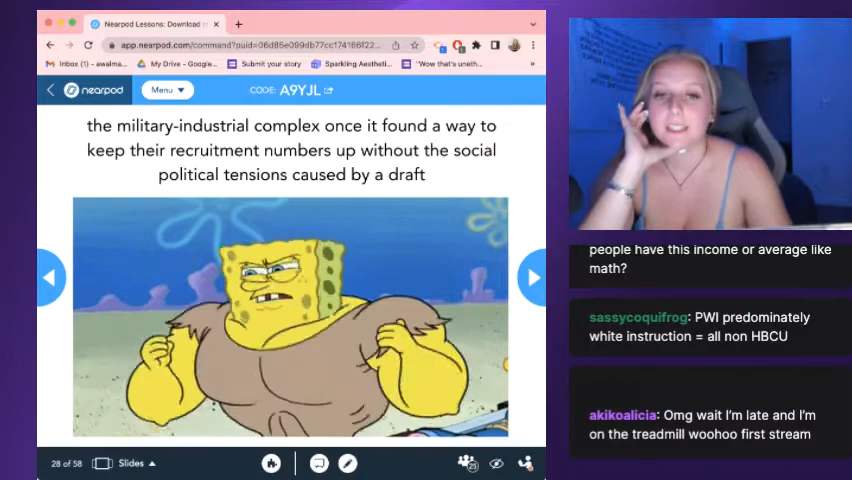 Nearpod Lessons: Download
app.nearpod.com/command?puid=06d85e099db77cc174166f22...
Inbox (1) - awalma...
My Drive - Google...
Submit your story
Sparkling Aesthetic...
"Wow that's uneth...
nearpod
Menu
CODE: A9YJL
the military-industrial complex once it found a way to
keep their recruitment numbers up without the social
political tensions caused by a draft
28 of 58
Slides
25
people have this income or average like
math?
sassycoquifrog: PWI predominately
white instruction = all non HBCU
akikoalicia: Omg wait I'm late and I'm
on the treadmill woohoo first stream